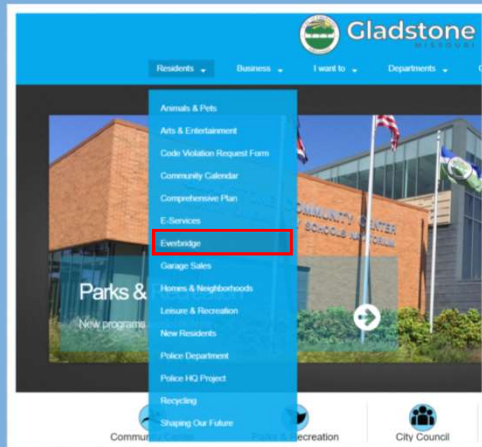 Gladstone
MISSOURI
Residents Business I want to Departments
Animals & Pets
Arts & Entertainment
Code Violation Request Form
Community Calendar
Comprehensive Plan
E-Services
Everbridge
Garage Sales
Homes & Neighborhoods
Leisure & Recreation
New Residents
Police Department
Police HQ Project
Recycling
Shaping Our Future
COMMUNITY CENTER
SCHOOLS
Parks &
New programs
City Council